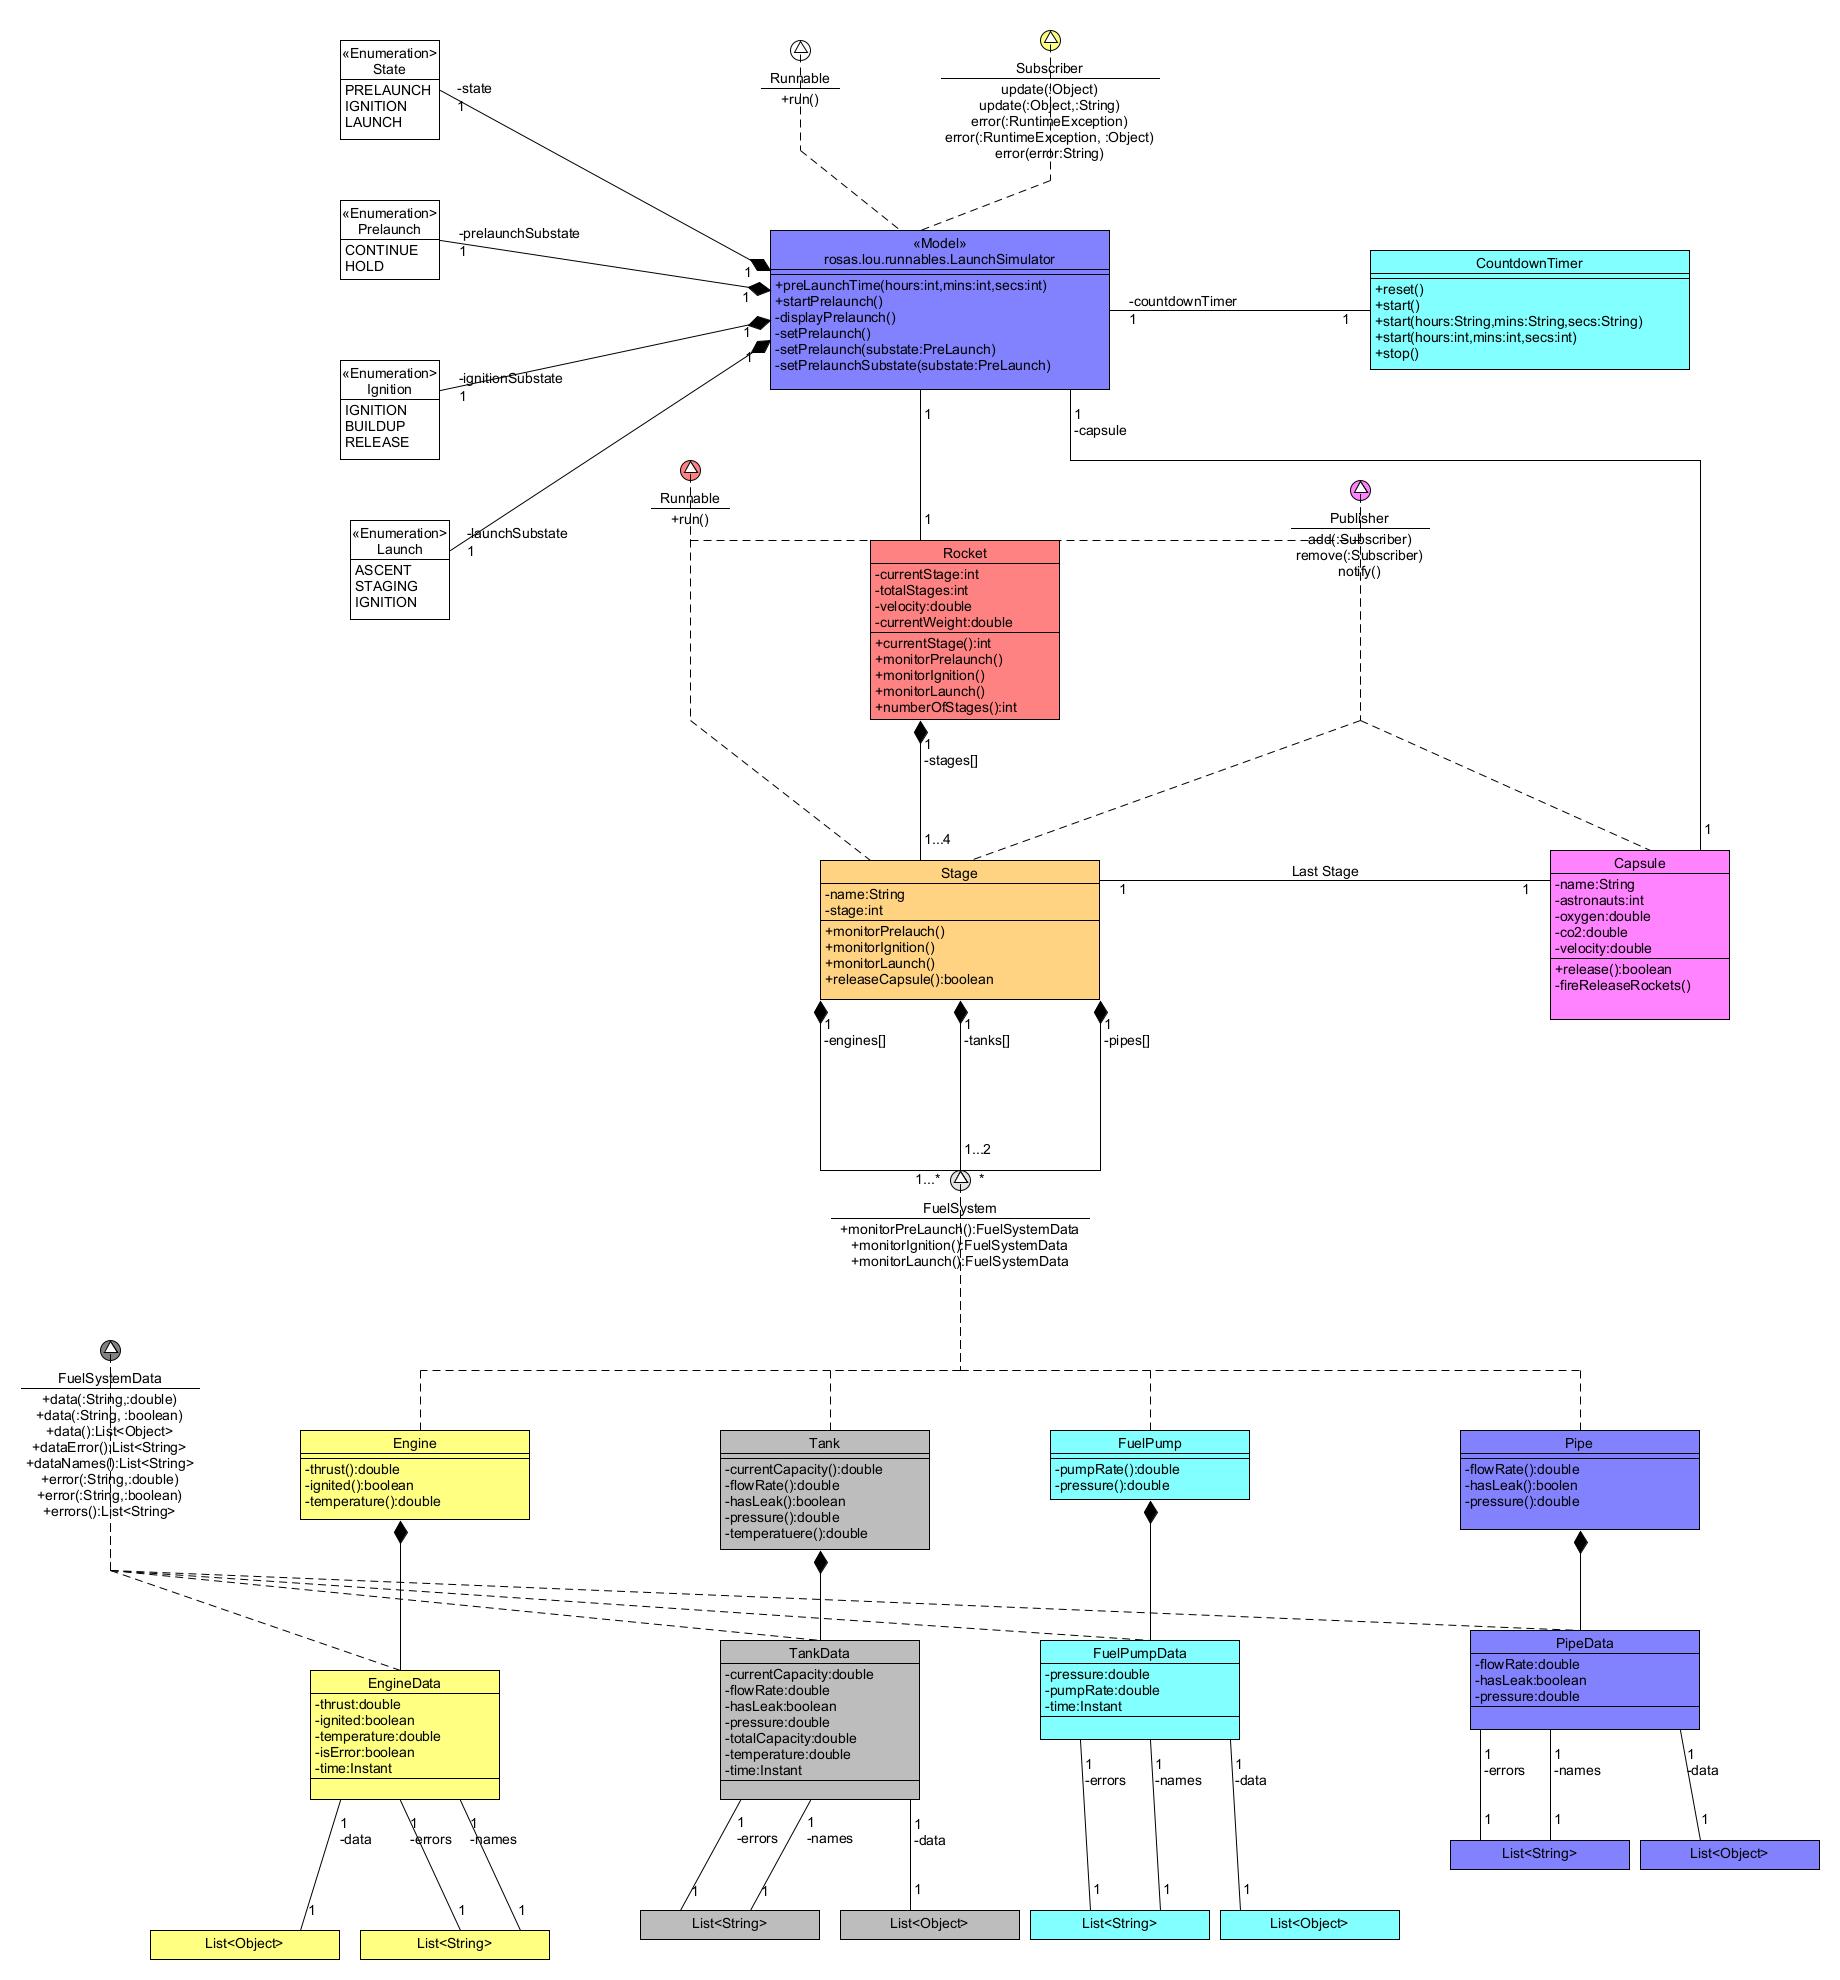 «Enumeration»
State
PRELAUNCH
IGNITION
LAUNCH
-state
1
Runnable
+run()
Subscriber
update(:Object)
update(:Object,:String)
error(:RuntimeException)
error(:RuntimeException, :Object)
error(error:String)
«Enumeration»
Prelaunch
CONTINUE
HOLD
-prelaunchSubstate
1
«Enumeration»
Ignition
IGNITION
BUILDUP
RELEASE
-ignitionSubstate
1
«Enumeration»
Launch
ASCENT
STAGING
IGNITION
-launchSubstate
1
1
1
1
1
«Model»
rosas.lou.runnables.LaunchSimulator
+preLaunchTime(hours:int,mins:int,secs:int)
+startPrelaunch()
-displayPrelaunch()
-setPrelaunch()
-setPrelaunch(substate:PreLaunch)
-setPrelaunchSubstate(substate:PreLaunch)
-countdownTimer
1
1
CountdownTimer
+reset()
+start()
+start(hours:String,mins:String,secs:String)
+start(hours:int,mins:int,secs:int)
+stop()
1
1
-capsule
Runnable
+run()
1
Publisher
add(:Subscriber)
remove(:Subscriber)
notify()
Rocket
-currentStage:int
-totalStages:int
-velocity:double
-currentWeight:double
+currentStage():int
+monitorPrelaunch()
+monitorIgnition()
+monitorLaunch()
+numberOfStages():int
1
-stages[]
1...4
1
Stage
-name:String
-stage:int
+monitorPrelauch()
+monitorIgnition()
+monitorLaunch()
+releaseCapsule():boolean
Last Stage
1
1
Capsule
-name:String
-astronauts:int
-oxygen:double
-co2:double
-velocity:double
+release():boolean
-fireReleaseRockets()
1
-engines[]
1
-tanks[]
1
-pipes[]
1...2
1...*
*
FuelSystem
+monitorPreLaunch():FuelSystemData
+monitorIgnition():FuelSystemData
+monitorLaunch():FuelSystemData
FuelSystemData
+data(:String,:double)
+data(:String, :boolean)
+data():List<Object>
+dataError():List<String>
+dataNames():List<String>
+error(:String,:double)
+error(:String,:boolean)
+errors():List<String>
Engine
-thrust():double
-ignited():boolean
-temperature():double
Tank
-currentCapacity():double
-flowRate():double
-hasLeak():boolean
-pressure():double
-temperatuere():double
FuelPump
-pumpRate():double
-pressure():double
Pipe
-flowRate():double
-hasLeak():boolen
-pressure():double
EngineData
-thrust:double
-ignited:boolean
-temperature:double
-isError:boolean
-time:Instant
TankData
-currentCapacity:double
-flowRate:double
-hasLeak:boolean
-pressure:double
-totalCapacity:double
-temperature:double
-time:Instant
FuelPumpData
-pressure:double
-pumpRate:double
-time:Instant
PipeData
-flowRate:double
-hasLeak:boolean
-pressure:double
1
-data
1
-errors
1
-names
1
1
1
List<Object>
List<String>
1
-errors
1
-names
1
-data
1
1
1
List<String>
List<Object>
1
-errors
1
-names
1
-data
1
1
1
List<String>
List<Object>
1
-errors
1
-names
1
-data
1
1
1
List<String>
List<Object>